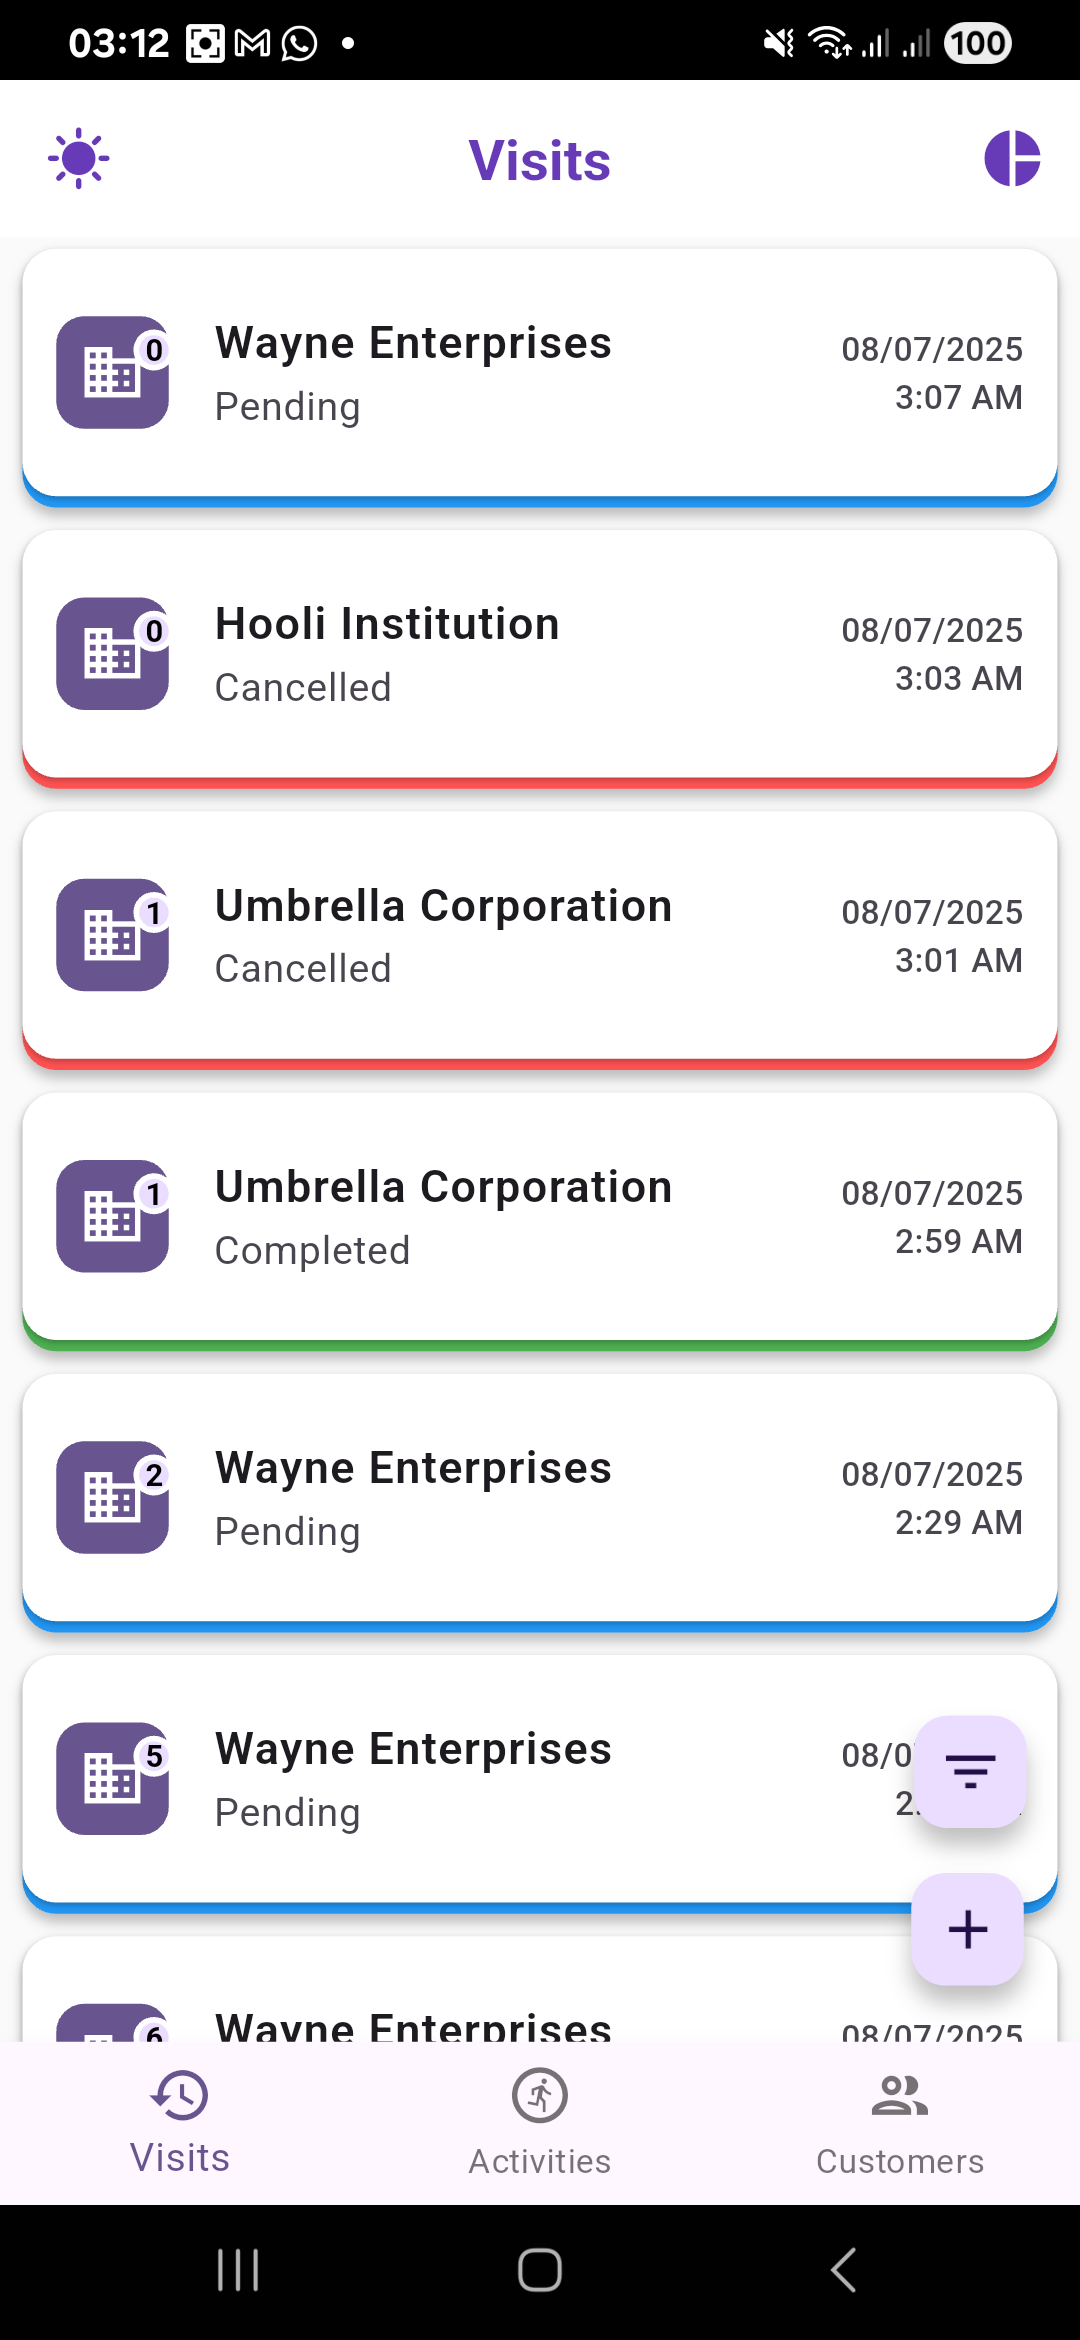 03:12
100
Visits
0
Wayne Enterprises
08/07/2025
Pending
3:07 AM
0
Hooli Institution
08/07/2025
Cancelled
3:03 AM
1
Umbrella Corporation
08/07/2025
Cancelled
3:01 AM
1
Umbrella Corporation
08/07/2025
Completed
2:59 AM
2
Wayne Enterprises
08/07/2025
Pending
2:29 AM
5
Wayne Enterprises
08/0
Pending
2:
6
Wayne Enterprises
08/07/2025
Visits
Activities
Customers